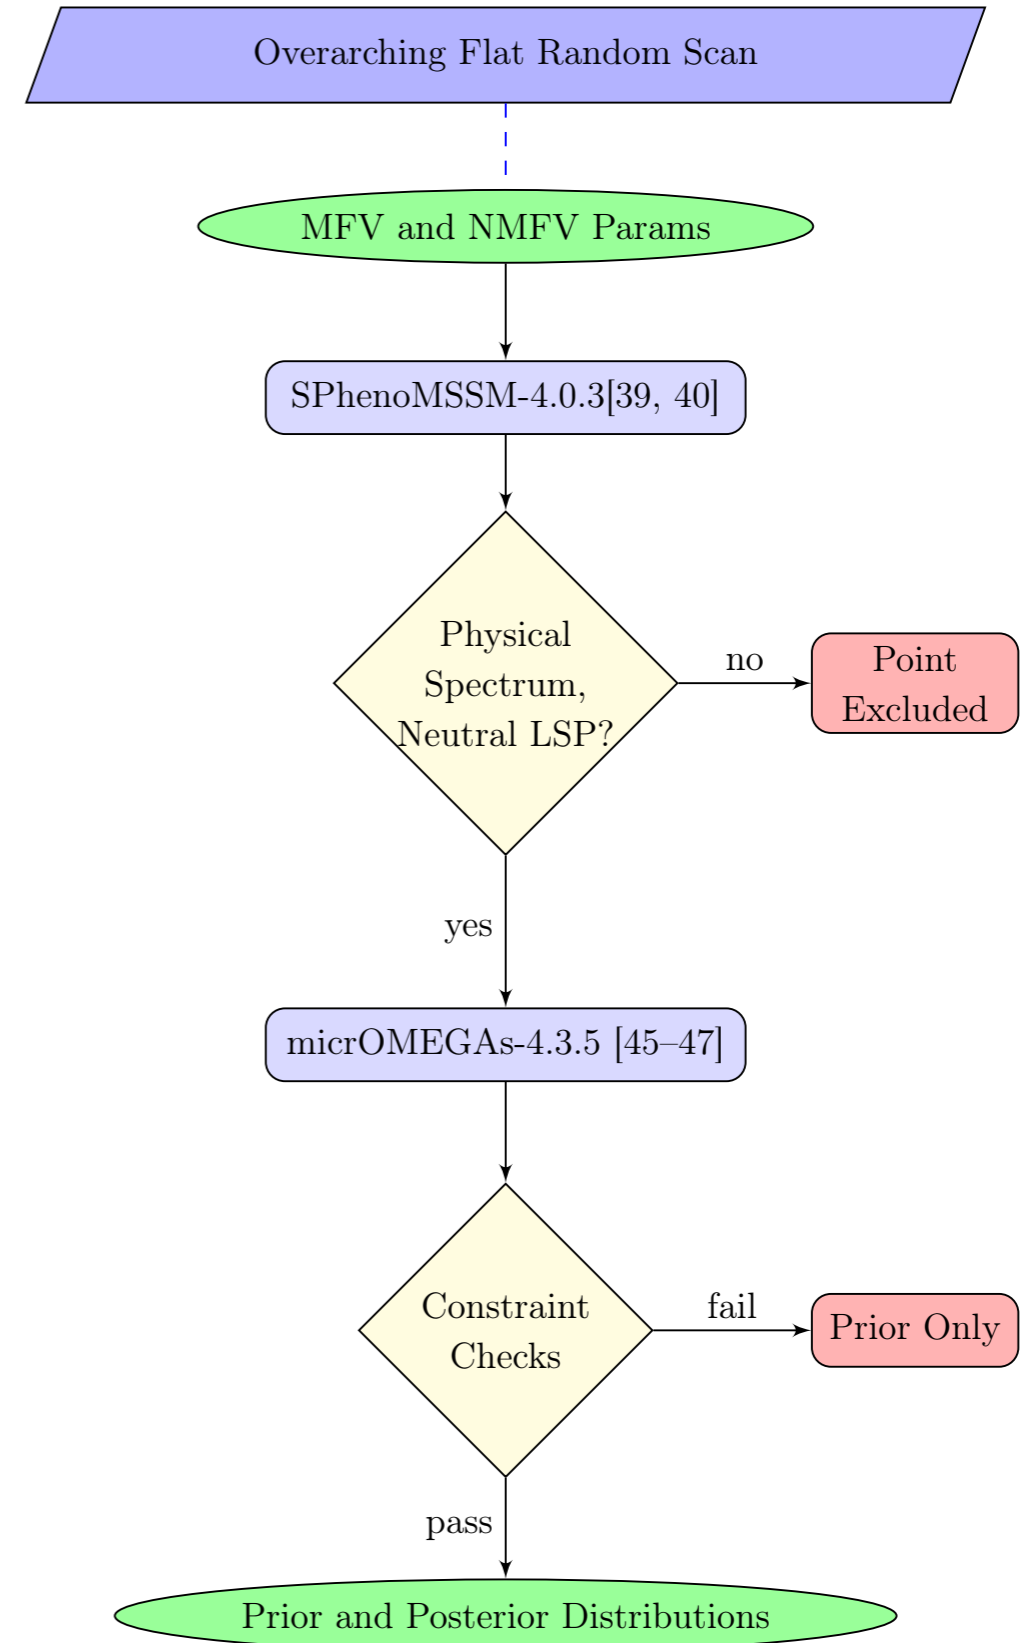 Overarching Flat Random Scan
MFV and NMFV Params
SPhenoMSSM-4.0.3[39, 40]
Physical
Spectrum,
Neutral LSP?
no
Point
Excluded
yes
micrOMEGAs-4.3.5 [45–47]
Constraint
Checks
fail
Prior Only
pass
Prior and Posterior Distributions